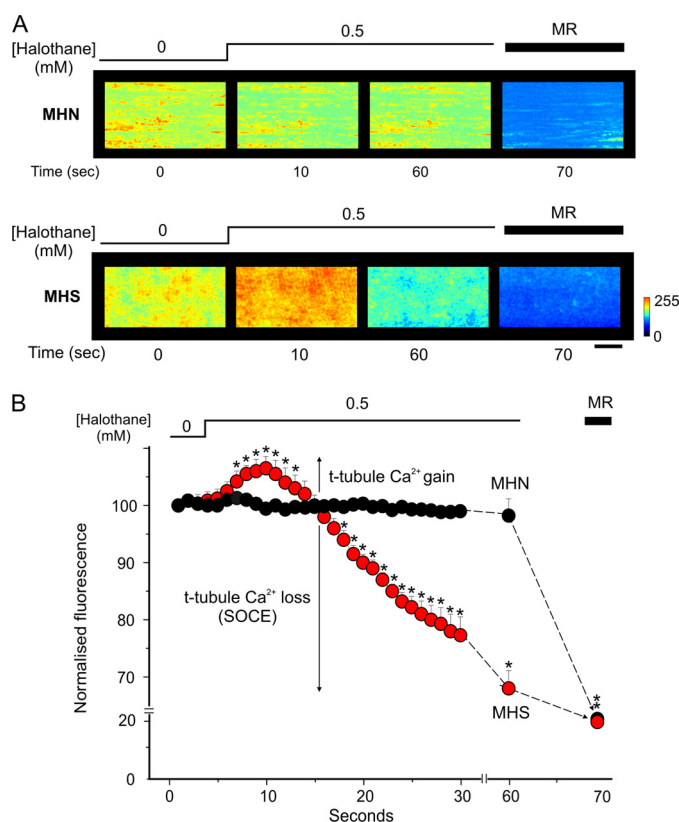 A
[Halothane] 0 0.5 MR
(mM)
MHN
Time (sec) 0 10 60 70
[Halothane] 0 0.5 MR
(mM)
MHS
255
0
Time (sec) 0 10 60 70
B
[Halothane] 0 0.5 MR
(mM)
* * * * * * *
t-tubule Ca²⁺ gain
MHN
100
90
80
70
20
0
Normalised fluorescence
* * * * * * * * * * * *
t-tubule Ca²⁺ loss
(SOCE)
*
MHS
*
*
0 10 20 30 60 70
Seconds